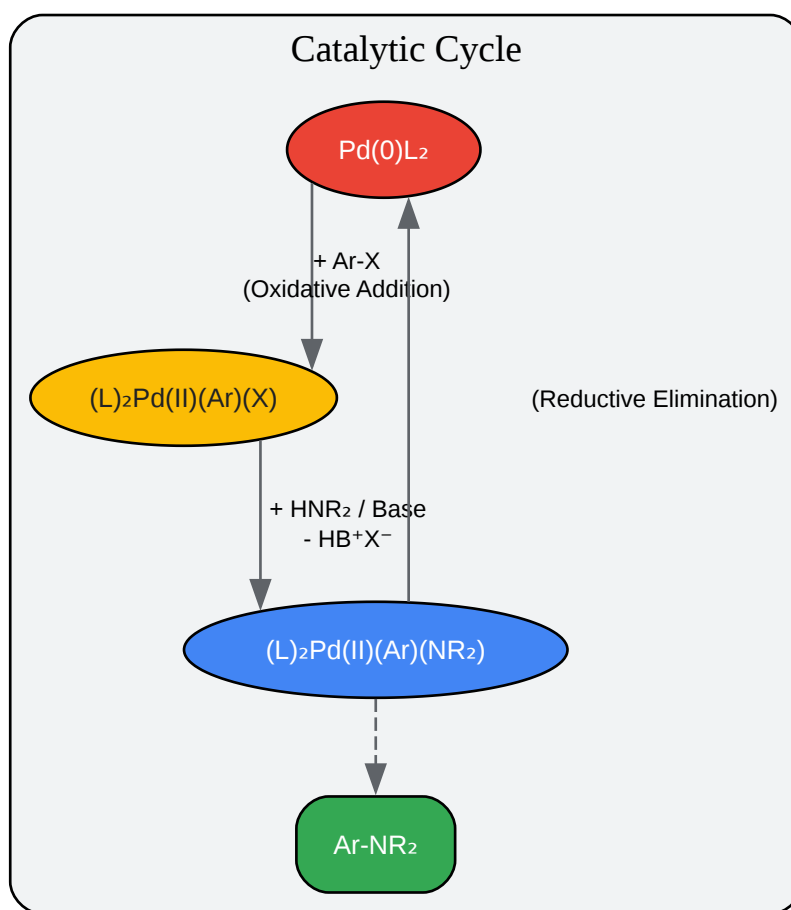 Catalytic Cycle
Pd(0)L₂
+ Ar-X
(Oxidative Addition)
(L)₂Pd(II)(Ar)(X)
(Reductive Elimination)
+ HNR₂ / Base
- HB⁺X⁻
(L)₂Pd(II)(Ar)(NR₂)
Ar-NR₂